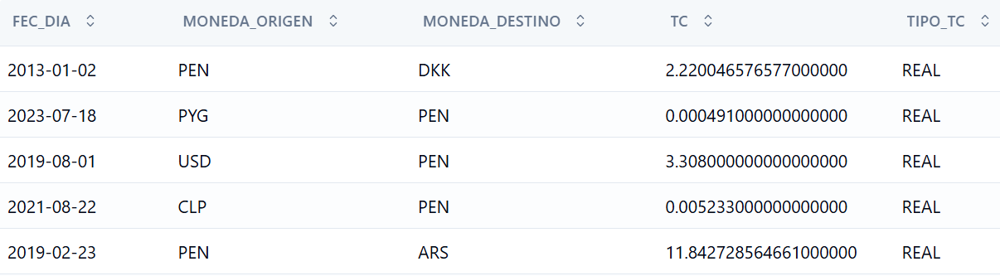 FEC_DIA MONEDA_ORIGEN MONEDA_DESTINO TC TIPO_TC
2013-01-02 PEN DKK 2.220046576577000000 REAL
2023-07-18 PYG PEN 0.000491000000000000 REAL
2019-08-01 USD PEN 3.308000000000000000 REAL
2021-08-22 CLP PEN 0.005233000000000000 REAL
2019-02-23 PEN ARS 11.842728564661000000 REAL